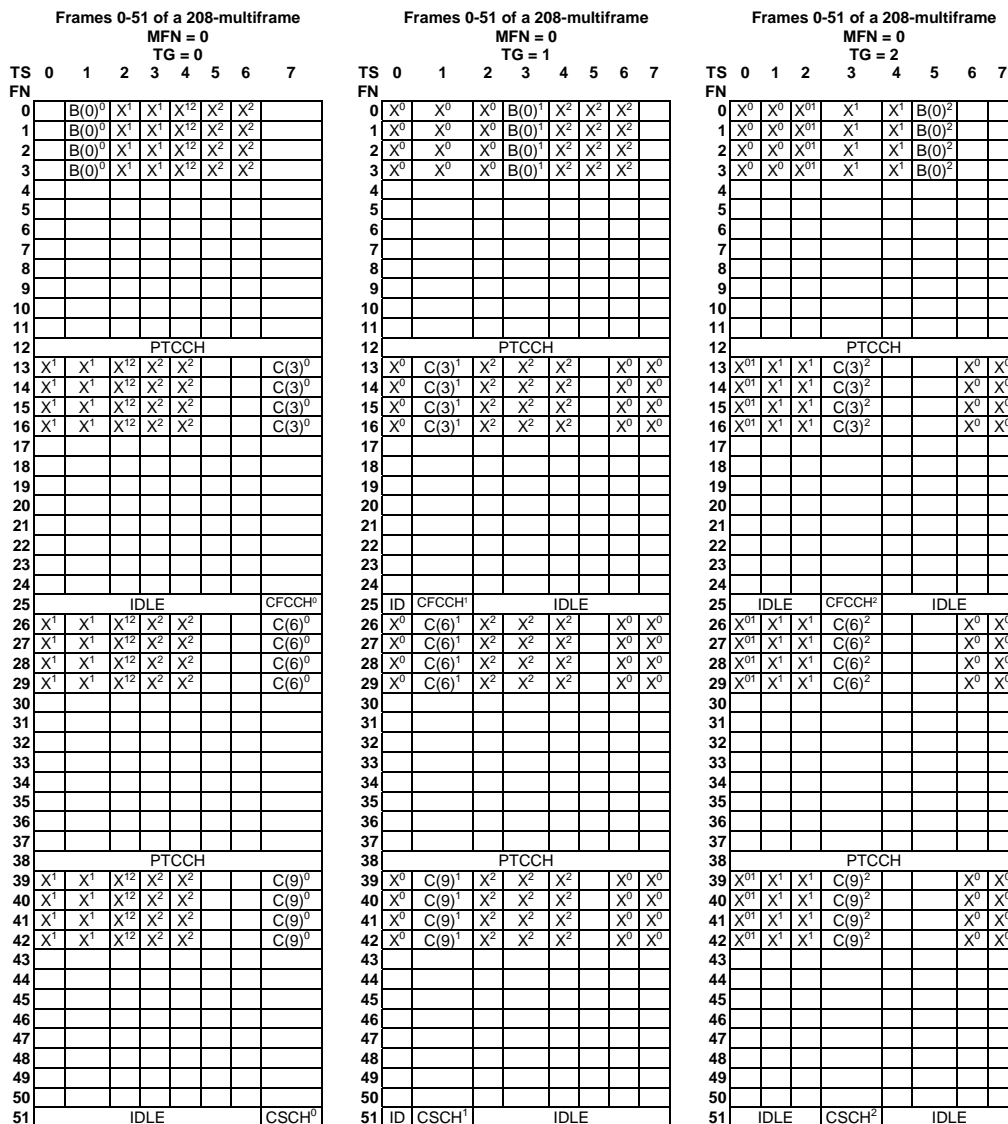 Frames 0-51 of a 208-multiframe
MFN = 0
TG = 0
TS 0 1 2 3 4 5 6 7
FN
0 B(0)⁰ X¹ X¹ X¹² X² X²
1 B(0)⁰ X¹ X¹ X¹² X² X²
2 B(0)⁰ X¹ X¹ X¹² X² X²
3 B(0)⁰ X¹ X¹ X¹² X² X²
4
5
6
7
8
9
10
11
12 PTCCH
13 X¹ X¹ X¹² X² X² C(3)⁰
14 X¹ X¹ X¹² X² X² C(3)⁰
15 X¹ X¹ X¹² X² X² C(3)⁰
16 X¹ X¹ X¹² X² X² C(3)⁰
17
18
19
20
21
22
23
24
25 IDLE CFCCH⁰
26 X¹ X¹ X¹² X² X² C(6)⁰
27 X¹ X¹ X¹² X² X² C(6)⁰
28 X¹ X¹ X¹² X² X² C(6)⁰
29 X¹ X¹ X¹² X² X² C(6)⁰
30
31
32
33
34
35
36
37
38 PTCCH
39 X¹ X¹ X¹² X² X² C(9)⁰
40 X¹ X¹ X¹² X² X² C(9)⁰
41 X¹ X¹ X¹² X² X² C(9)⁰
42 X¹ X¹ X¹² X² X² C(9)⁰
43
44
45
46
47
48
49
50
51 IDLE CSCH⁰
Frames 0-51 of a 208-multiframe
MFN = 0
TG = 1
TS 0 1 2 3 4 5 6 7
FN
0 X⁰ X⁰ X⁰ B(0)¹ X² X² X²
1 X⁰ X⁰ X⁰ B(0)¹ X² X² X²
2 X⁰ X⁰ X⁰ B(0)¹ X² X² X²
3 X⁰ X⁰ X⁰ B(0)¹ X² X² X²
4
5
6
7
8
9
10
11
12 PTCCH
13 X⁰ C(3)¹ X² X² X² X⁰ X⁰
14 X⁰ C(3)¹ X² X² X² X⁰ X⁰
15 X⁰ C(3)¹ X² X² X² X⁰ X⁰
16 X⁰ C(3)¹ X² X² X² X⁰ X⁰
17
18
19
20
21
22
23
24
25 ID CFCCH¹ IDLE
26 X⁰ C(6)¹ X² X² X² X⁰ X⁰
27 X⁰ C(6)¹ X² X² X² X⁰ X⁰
28 X⁰ C(6)¹ X² X² X² X⁰ X⁰
29 X⁰ C(6)¹ X² X² X² X⁰ X⁰
30
31
32
33
34
35
36
37
38 PTCCH
39 X⁰ C(9)¹ X² X² X² X⁰ X⁰
40 X⁰ C(9)¹ X² X² X² X⁰ X⁰
41 X⁰ C(9)¹ X² X² X² X⁰ X⁰
42 X⁰ C(9)¹ X² X² X² X⁰ X⁰
43
44
45
46
47
48
49
50
51 ID CSCH¹ IDLE
Frames 0-51 of a 208-multiframe
MFN = 0
TG = 2
TS 0 1 2 3 4 5 6 7
FN
0 X⁰ X⁰ X⁰¹ X¹ X¹ B(0)²
1 X⁰ X⁰ X⁰¹ X¹ X¹ B(0)²
2 X⁰ X⁰ X⁰¹ X¹ X¹ B(0)²
3 X⁰ X⁰ X⁰¹ X¹ X¹ B(0)²
4
5
6
7
8
9
10
11
12 PTCCH
13 X⁰¹ X¹ X¹ C(3)² X⁰ X⁰
14 X⁰¹ X¹ X¹ C(3)² X⁰ X⁰
15 X⁰¹ X¹ X¹ C(3)² X⁰ X⁰
16 X⁰¹ X¹ X¹ C(3)² X⁰ X⁰
17
18
19
20
21
22
23
24
25 IDLE CFCCH² IDLE
26 X⁰¹ X¹ X¹ C(6)² X⁰ X⁰
27 X⁰¹ X¹ X¹ C(6)² X⁰ X⁰
28 X⁰¹ X¹ X¹ C(6)² X⁰ X⁰
29 X⁰¹ X¹ X¹ C(6)² X⁰ X⁰
30
31
32
33
34
35
36
37
38 PTCCH
39 X⁰¹ X¹ X¹ C(9)² X⁰ X⁰
40 X⁰¹ X¹ X¹ C(9)² X⁰ X⁰
41 X⁰¹ X¹ X¹ C(9)² X⁰ X⁰
42 X⁰¹ X¹ X¹ C(9)² X⁰ X⁰
43
44
45
46
47
48
49
50
51 IDLE CSCH² IDLE